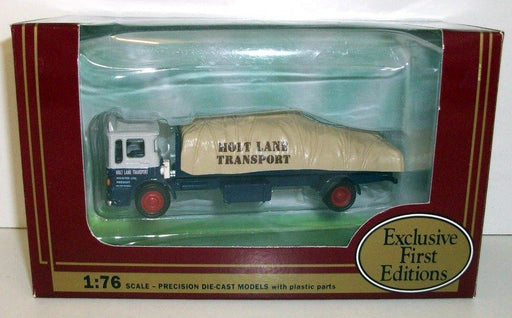 HOLT LANE
TRANSPORT
HOLT LANE TRANSPORT
Exclusive
First
Editions
1:76 SCALE - PRECISION DIE-CAST MODELS with plastic parts